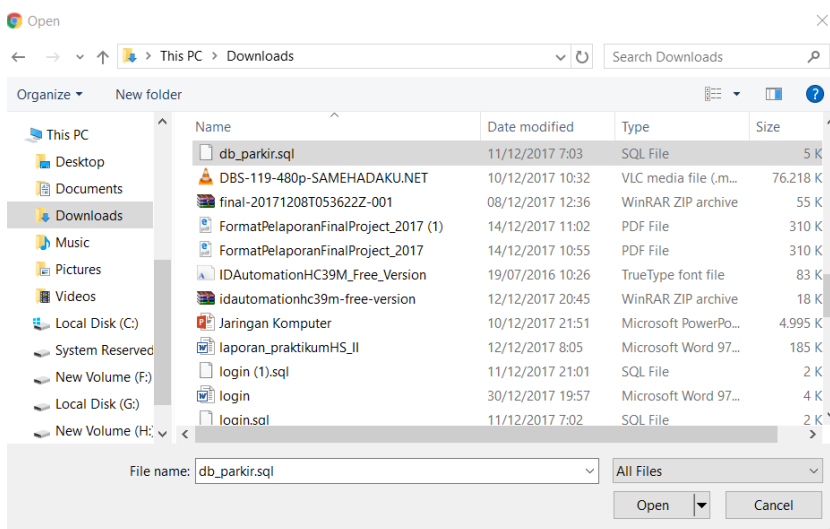 Open
This PC > Downloads
Search Downloads
Organize
New folder
This PC
Desktop
Documents
Downloads
Music
Pictures
Videos
Local Disk (C:)
System Reserved
New Volume (F:)
Local Disk (G:)
New Volume (H:
Name Date modified Type Size
db_parkir.sql 11/12/2017 7:03 SQL File 5 K
DBS-119-480p-SAMEHADAKU.NET 10/12/2017 10:32 VLC media file (.m... 76.218 K
final-20171208T053622Z-001 08/12/2017 12:36 WinRAR ZIP archive 55 K
FormatPelaporanFinalProject_2017 (1) 14/12/2017 11:02 PDF File 310 K
FormatPelaporanFinalProject_2017 14/12/2017 10:55 PDF File 310 K
IDAutomationHC39M_Free_Version 19/07/2016 10:26 TrueType font file 83 K
idautomationhc39m-free-version 12/12/2017 20:45 WinRAR ZIP archive 18 K
Jaringan Komputer 10/12/2017 21:51 Microsoft PowerPo... 4.995 K
laporan_praktikumHS_II 12/12/2017 8:05 Microsoft Word 97... 185 K
login (1).sql 11/12/2017 21:01 SQL File 2 K
login 30/12/2017 19:57 Microsoft Word 97... 4 K
login.sql 11/12/2017 7:02 SQL File 2 K
File name: db_parkir.sql
All Files
Open
Cancel